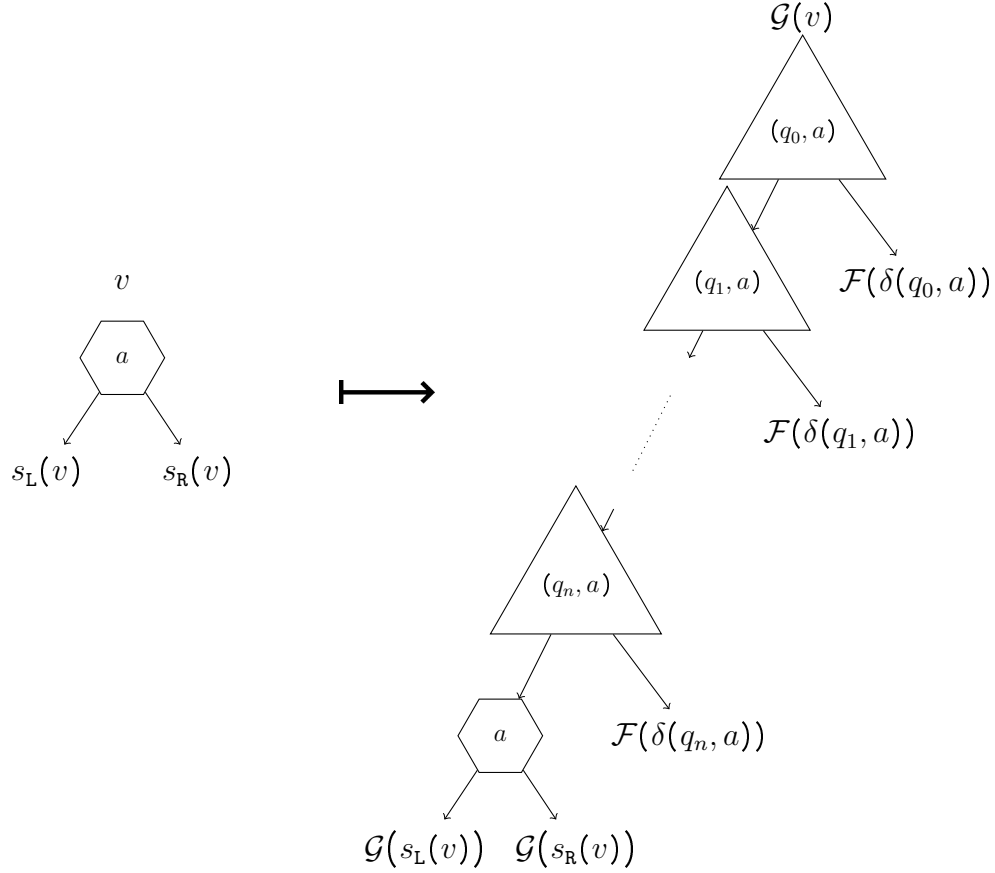 𝒢(v)
(q₀, a)
v
(q₁, a)
ℱ(δ(q₀, a))
a
ℱ(δ(q₁, a))
s_L(v) s_R(v)
(qₙ, a)
a
ℱ(δ(qₙ, a))
𝒢(s_L(v)) 𝒢(s_R(v))